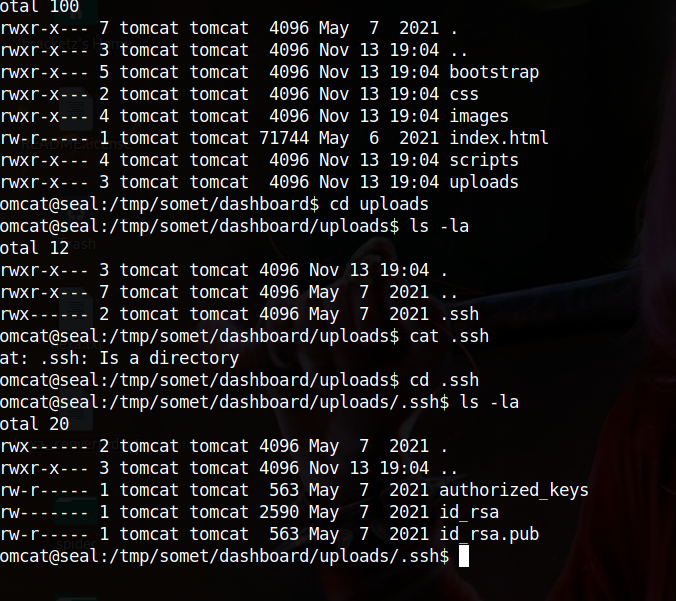 otal 100
rwxr-x--- 7 tomcat tomcat  4096 May  7  2021 .
rwxr-x--- 3 tomcat tomcat  4096 Nov 13 19:04 ..
rwxr-x--- 5 tomcat tomcat  4096 Nov 13 19:04 bootstrap
rwxr-x--- 2 tomcat tomcat  4096 Nov 13 19:04 css
rwxr-x--- 4 tomcat tomcat  4096 Nov 13 19:04 images
rw-r----- 1 tomcat tomcat 71744 May  6  2021 index.html
rwxr-x--- 4 tomcat tomcat  4096 Nov 13 19:04 scripts
rwxr-x--- 3 tomcat tomcat  4096 Nov 13 19:04 uploads
omcat@seal:/tmp/somet/dashboard$ cd uploads
omcat@seal:/tmp/somet/dashboard/uploads$ ls -la
otal 12
rwxr-x--- 3 tomcat tomcat 4096 Nov 13 19:04 .
rwxr-x--- 7 tomcat tomcat 4096 May  7  2021 ..
rwx------ 2 tomcat tomcat 4096 May  7  2021 .ssh
omcat@seal:/tmp/somet/dashboard/uploads$ cat .ssh
at: .ssh: Is a directory
omcat@seal:/tmp/somet/dashboard/uploads$ cd .ssh
omcat@seal:/tmp/somet/dashboard/uploads/.ssh$ ls -la
otal 20
rwx------ 2 tomcat tomcat 4096 May  7  2021 .
rwxr-x--- 3 tomcat tomcat 4096 Nov 13 19:04 ..
rw-r----- 1 tomcat tomcat  563 May  7  2021 authorized_keys
rw------- 1 tomcat tomcat 2590 May  7  2021 id_rsa
rw-r----- 1 tomcat tomcat  563 May  7  2021 id_rsa.pub
omcat@seal:/tmp/somet/dashboard/uploads/.ssh$